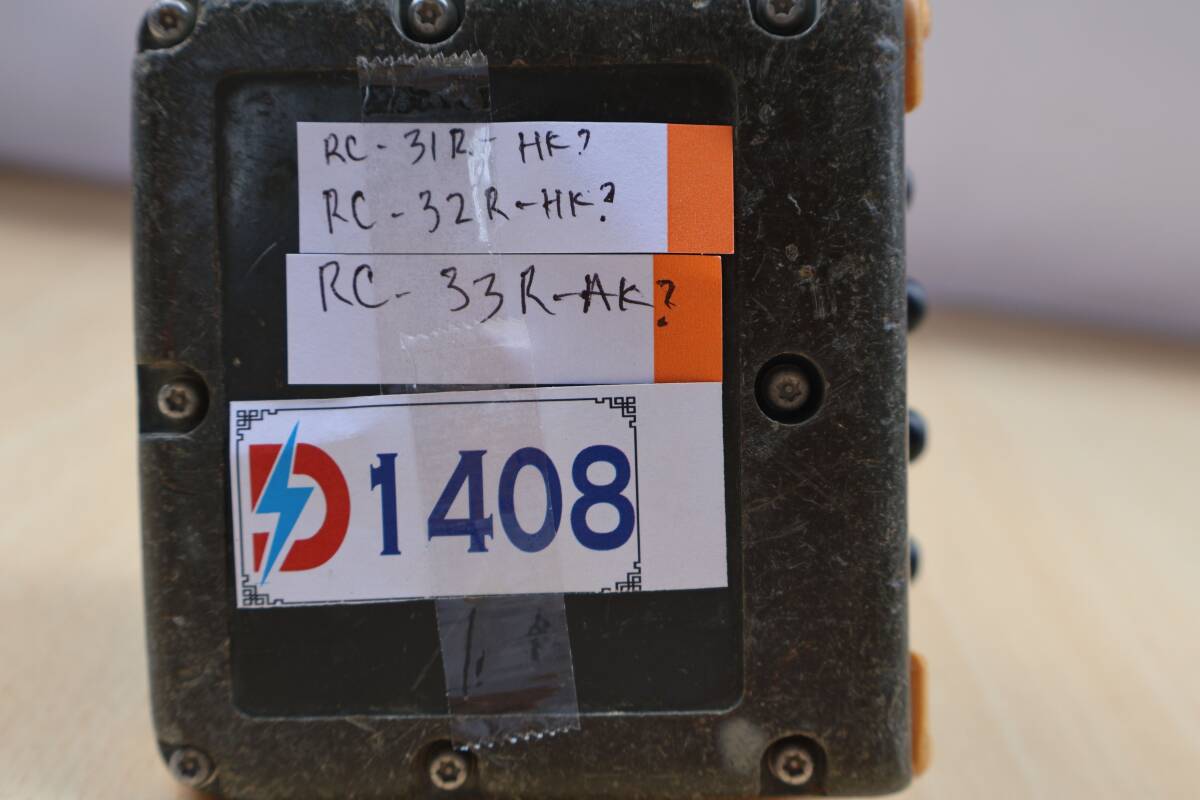 RC - 31R - HK?
RC - 32R - HK?
RC - 33R - AK?
D 1408